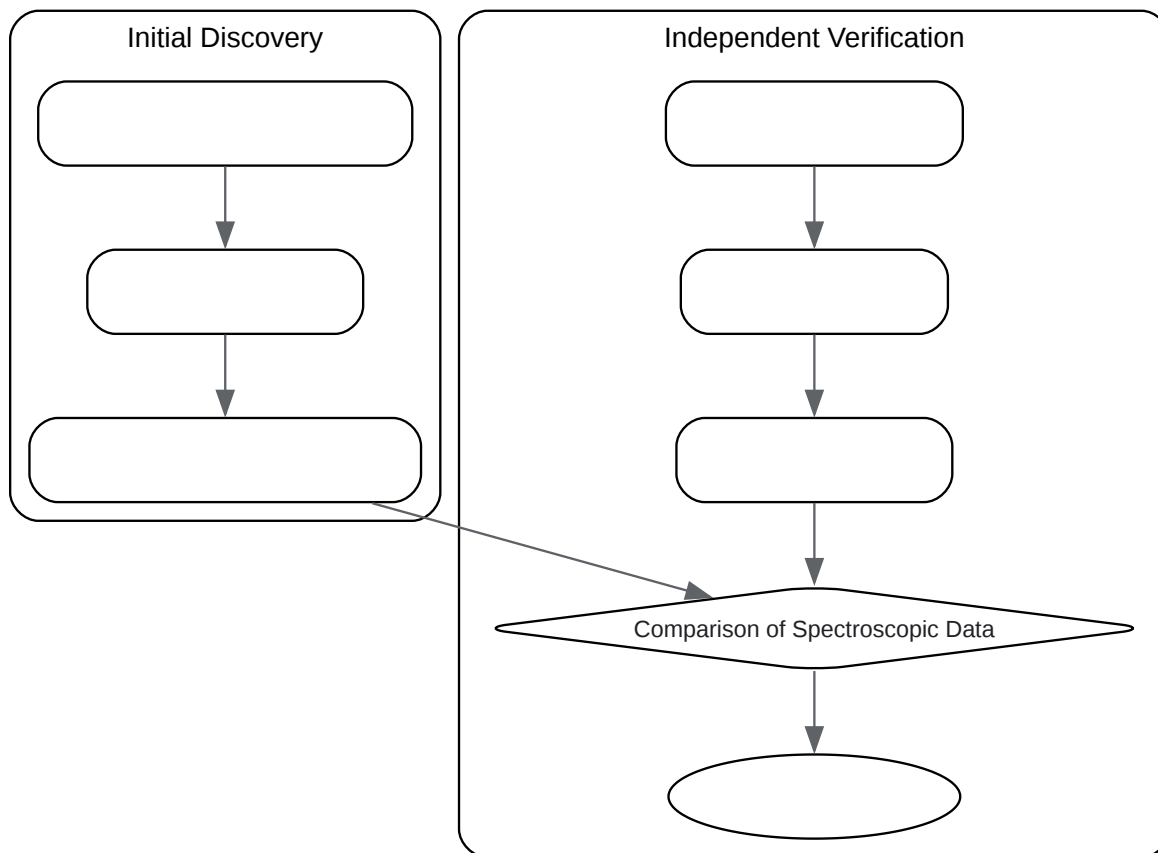 Initial Discovery
Independent Verification
Comparison of Spectroscopic Data